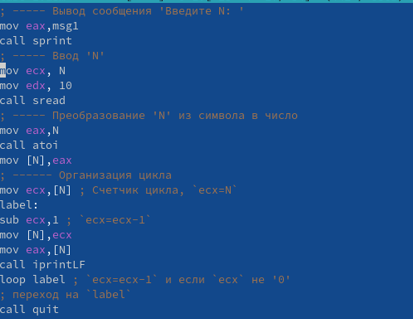 ; ----- Вывод сообщения 'Введите N: '
mov eax,msg1
call sprint
; ----- Ввод 'N'
mov ecx, N
mov edx, 10
call sread
; ----- Преобразование 'N' из символа в число
mov eax,N
call atoi
mov [N],eax
; ------ Организация цикла
mov ecx,[N] ; Счетчик цикла, `ecx=N`
label:
sub ecx,1 ; `ecx=ecx-1`
mov [N],ecx
mov eax,[N]
call iprintLF
loop label ; `ecx=ecx-1` и если `ecx` не '0'
; переход на `label`
call quit